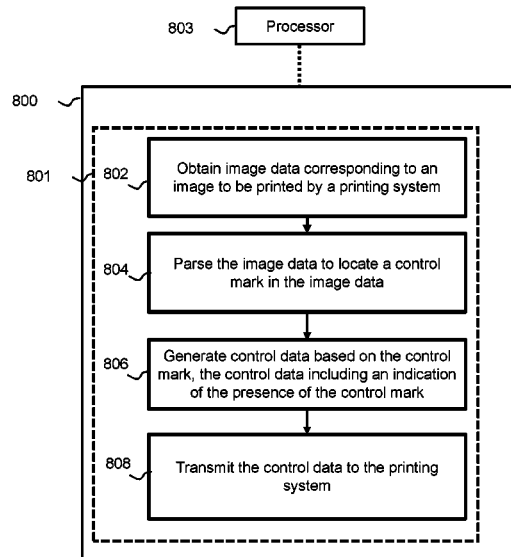 803
Processor
800
801
802
Obtain image data corresponding to an
image to be printed by a printing system
804
Parse the image data to locate a control
mark in the image data
806
Generate control data based on the control
mark, the control data including an indication
of the presence of the control mark
808
Transmit the control data to the printing
system